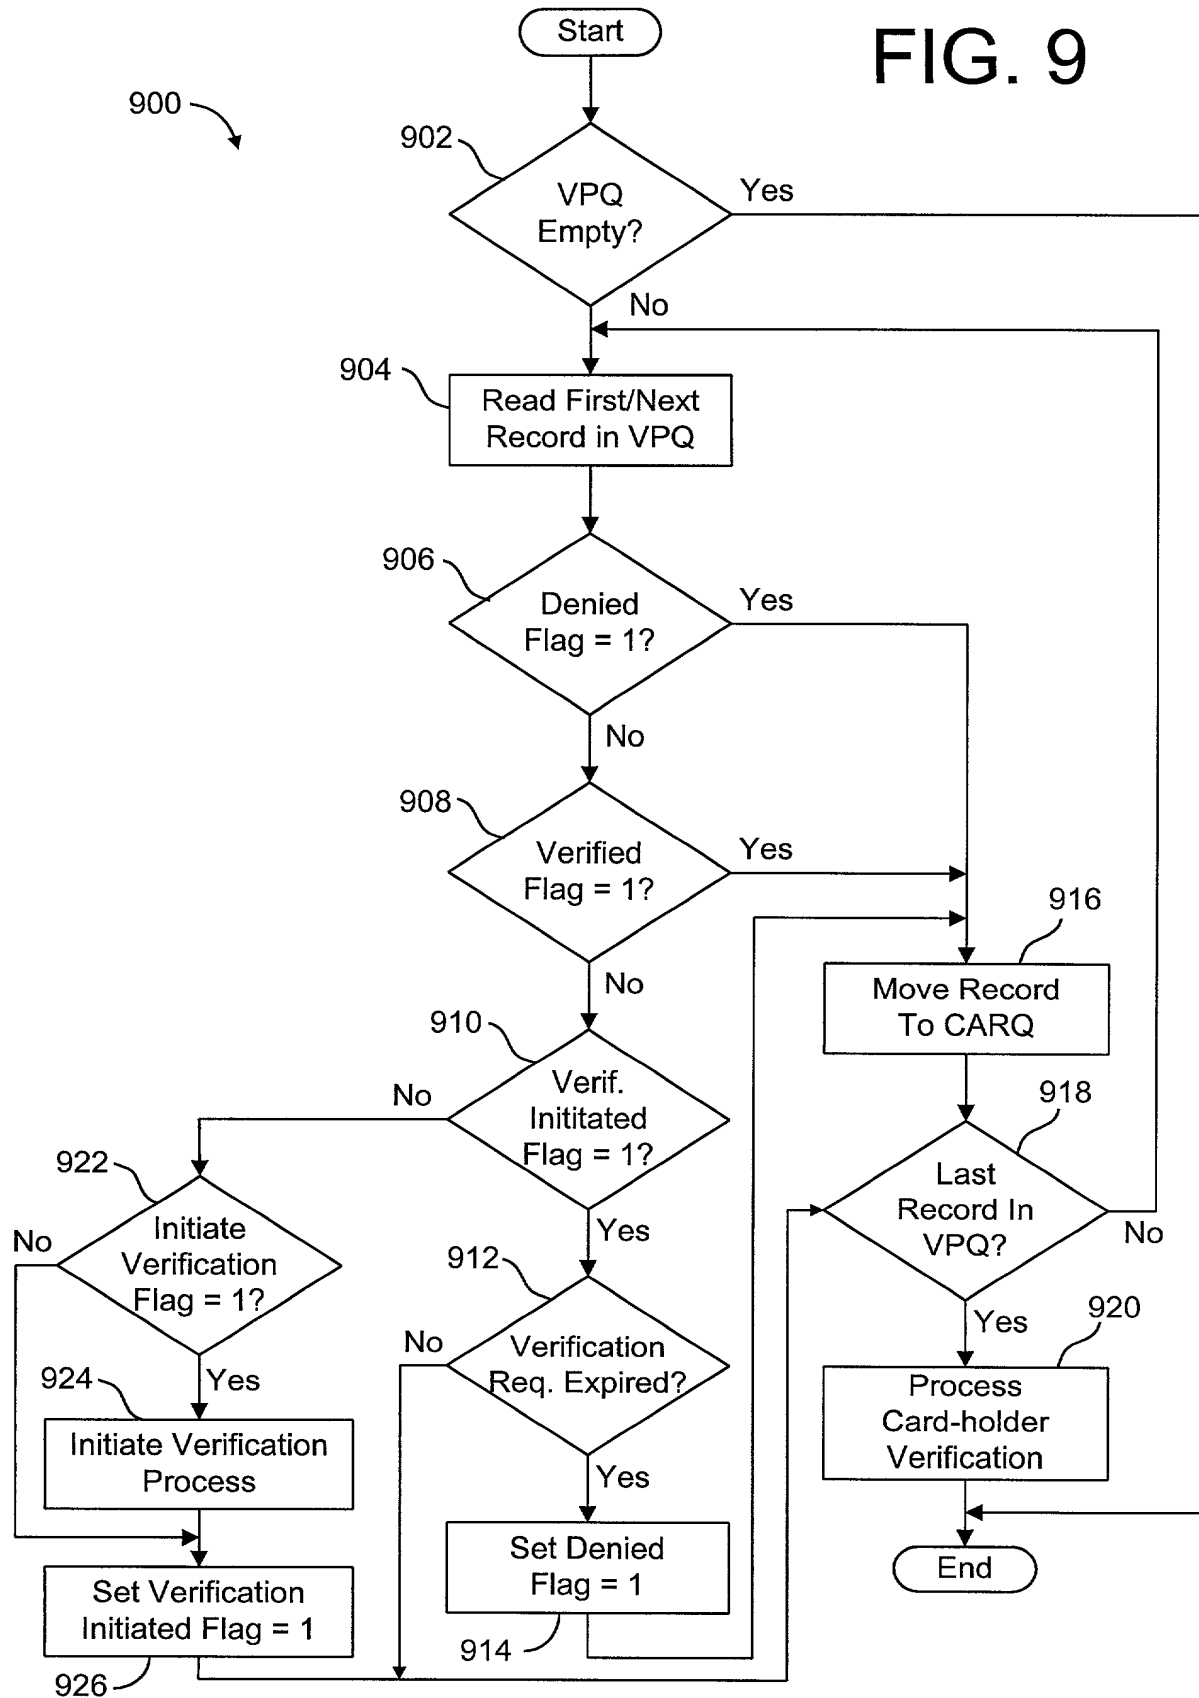 Start
FIG. 9
900
902
VPQ
Empty?
Yes
No
904
Read First/Next
Record in VPQ
906
Denied
Flag = 1?
Yes
No
908
Verified
Flag = 1?
Yes
No
916
Move Record
To CARQ
910
Verif.
Inititated
Flag = 1?
No
Yes
918
Last
Record In
VPQ?
No
Yes
922
Initiate
Verification
Flag = 1?
No
Yes
912
Verification
Req. Expired?
No
Yes
920
Process
Card-holder
Verification
924
Initiate Verification
Process
Set Denied
Flag = 1
914
End
Set Verification
Initiated Flag = 1
926